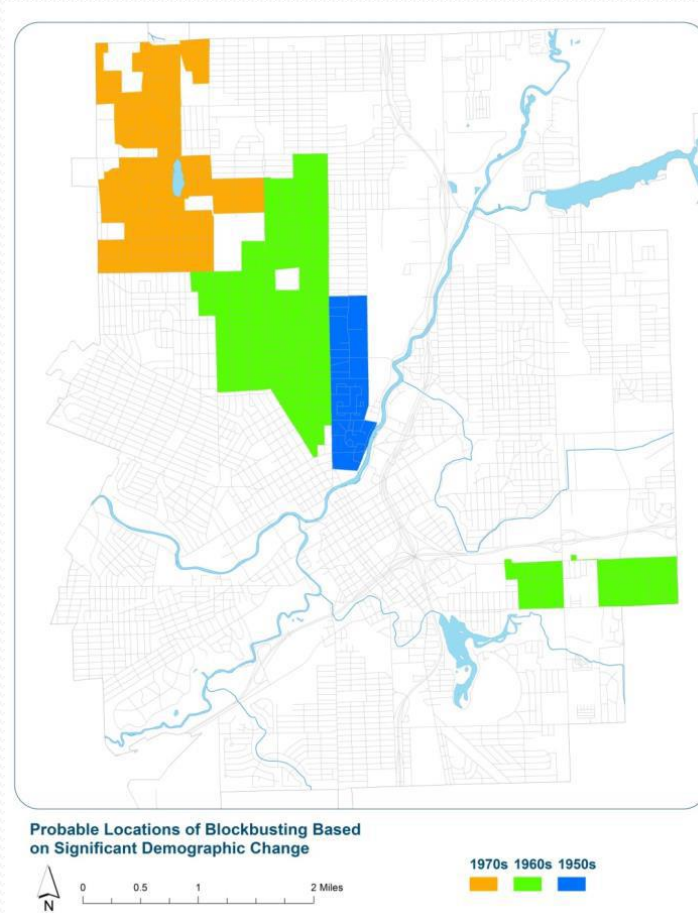 Probable Locations of Blockbusting Based
on Significant Demographic Change
1970s 1960s 1950s
0 0.5 1 2 Miles
N